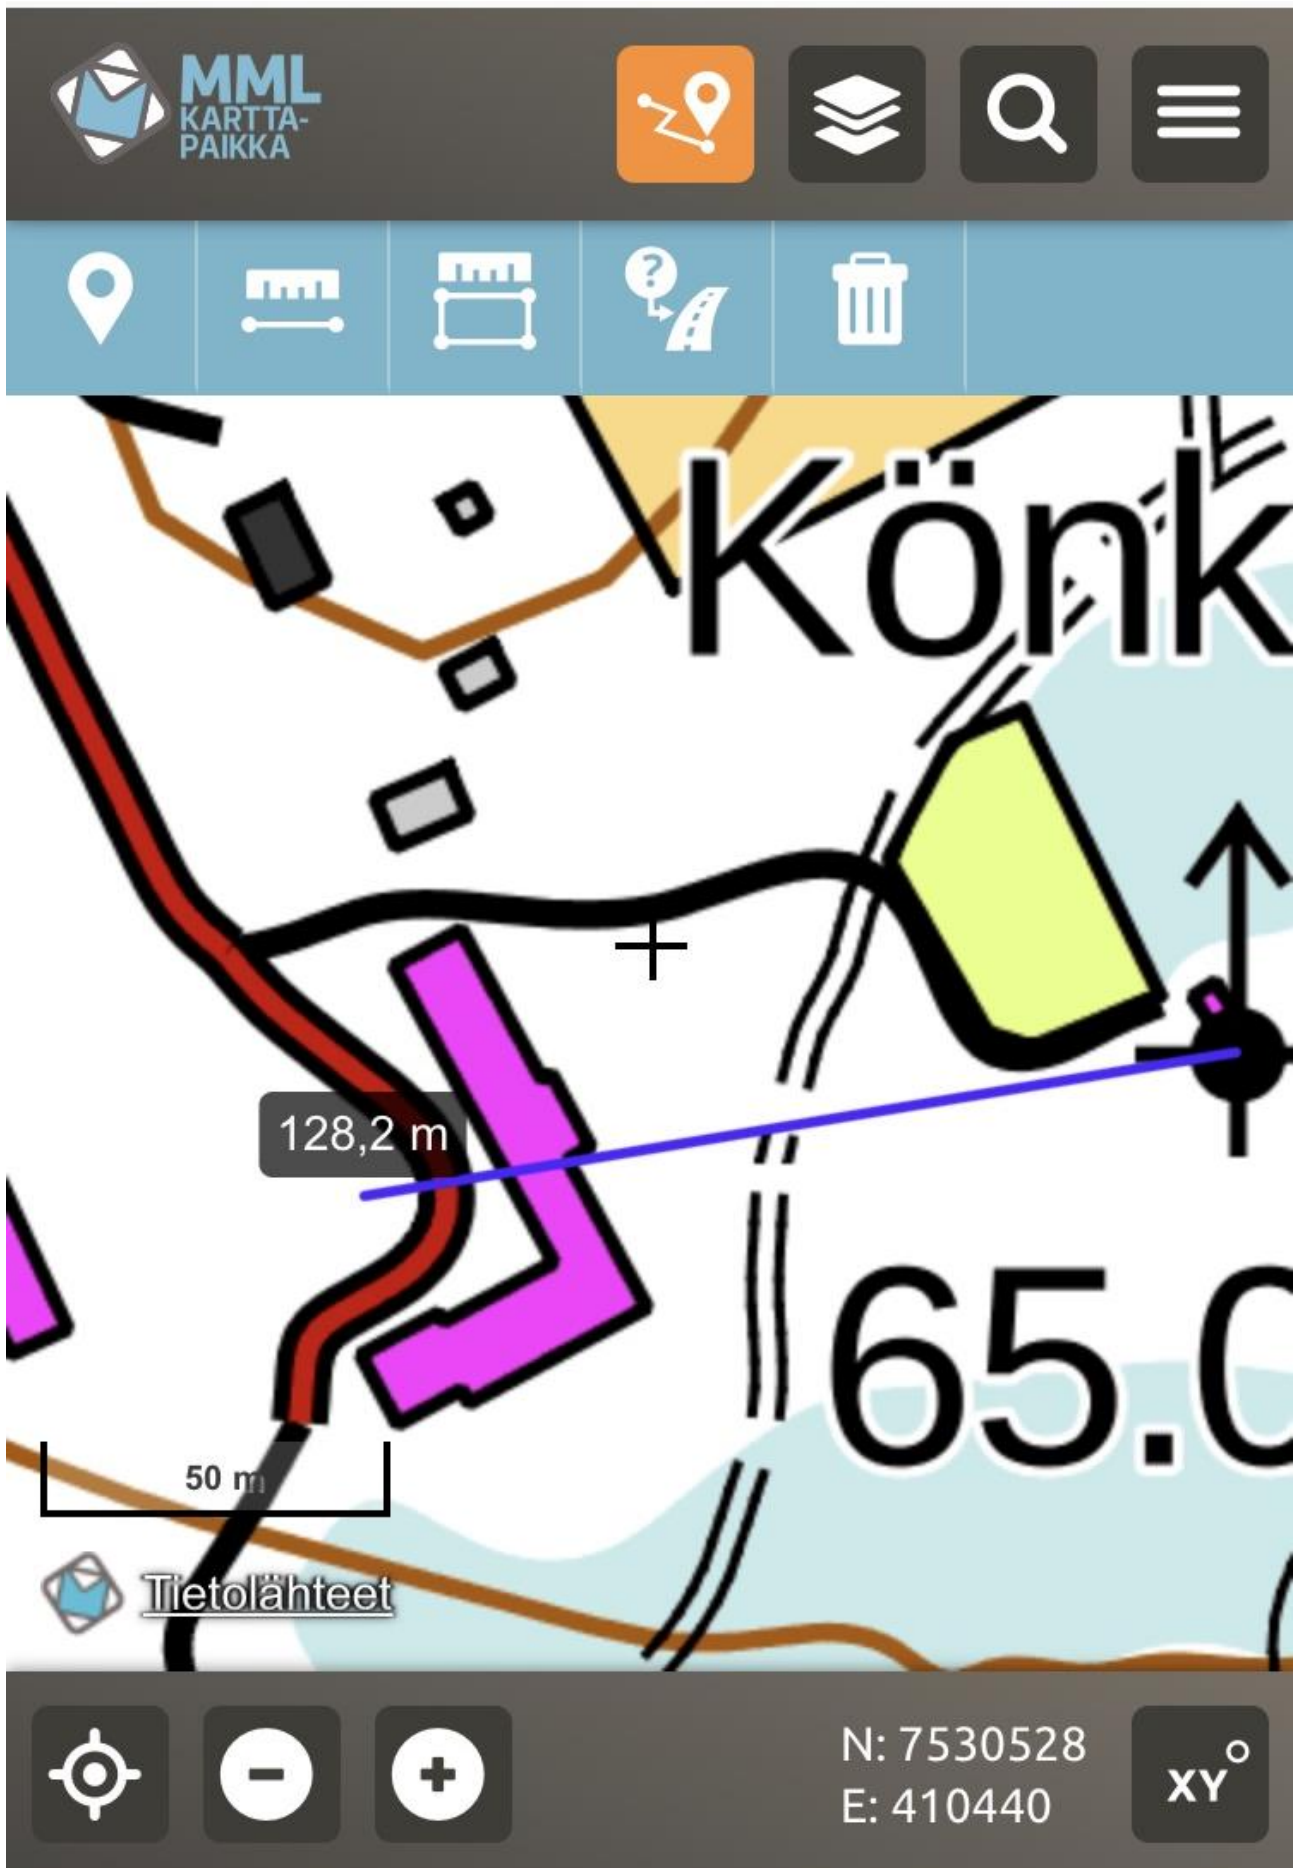 MML
KARTTA-
PAIKKA
?
Könk
128,2 m
65.0
50 m
Tietolähteet
N: 7530528
E: 410440
XY°